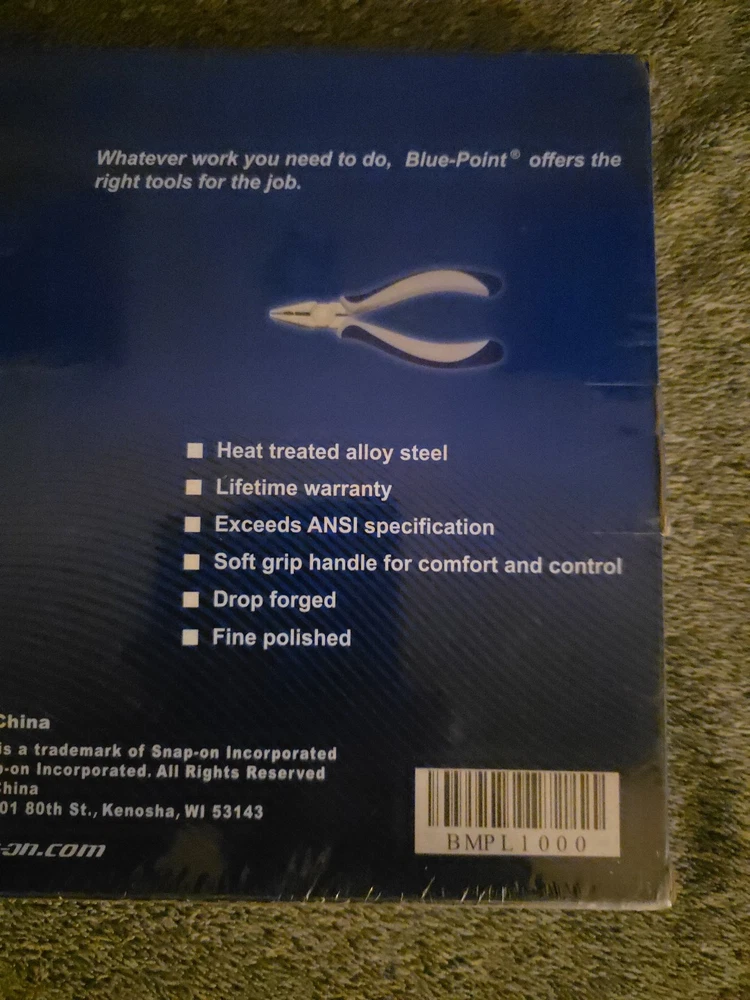 Whatever work you need to do, Blue-Point® offers the
right tools for the job.
■ Heat treated alloy steel
■ Lifetime warranty
■ Exceeds ANSI specification
■ Soft grip handle for comfort and control
■ Drop forged
■ Fine polished
China
is a trademark of Snap-on Incorporated
-on Incorporated. All Rights Reserved
hina
01 80th St., Kenosha, WI 53143
-on.com
BMPL1000